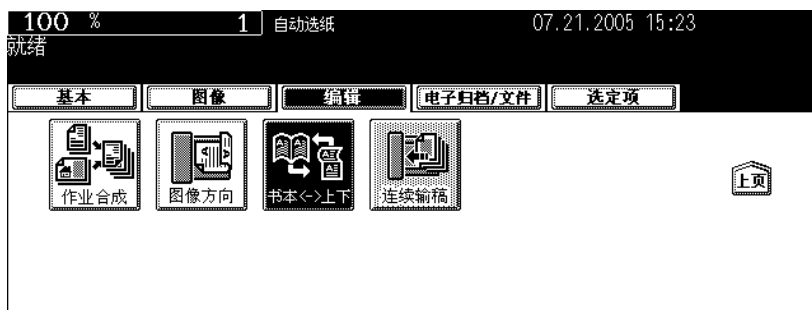 100 % 1 自动选纸 07.21.2005 15:23
就绪
基本 图像 编辑 电子归档/文件 选定项
作业合成 图像方向 书本<->上下 连续输稿 上页